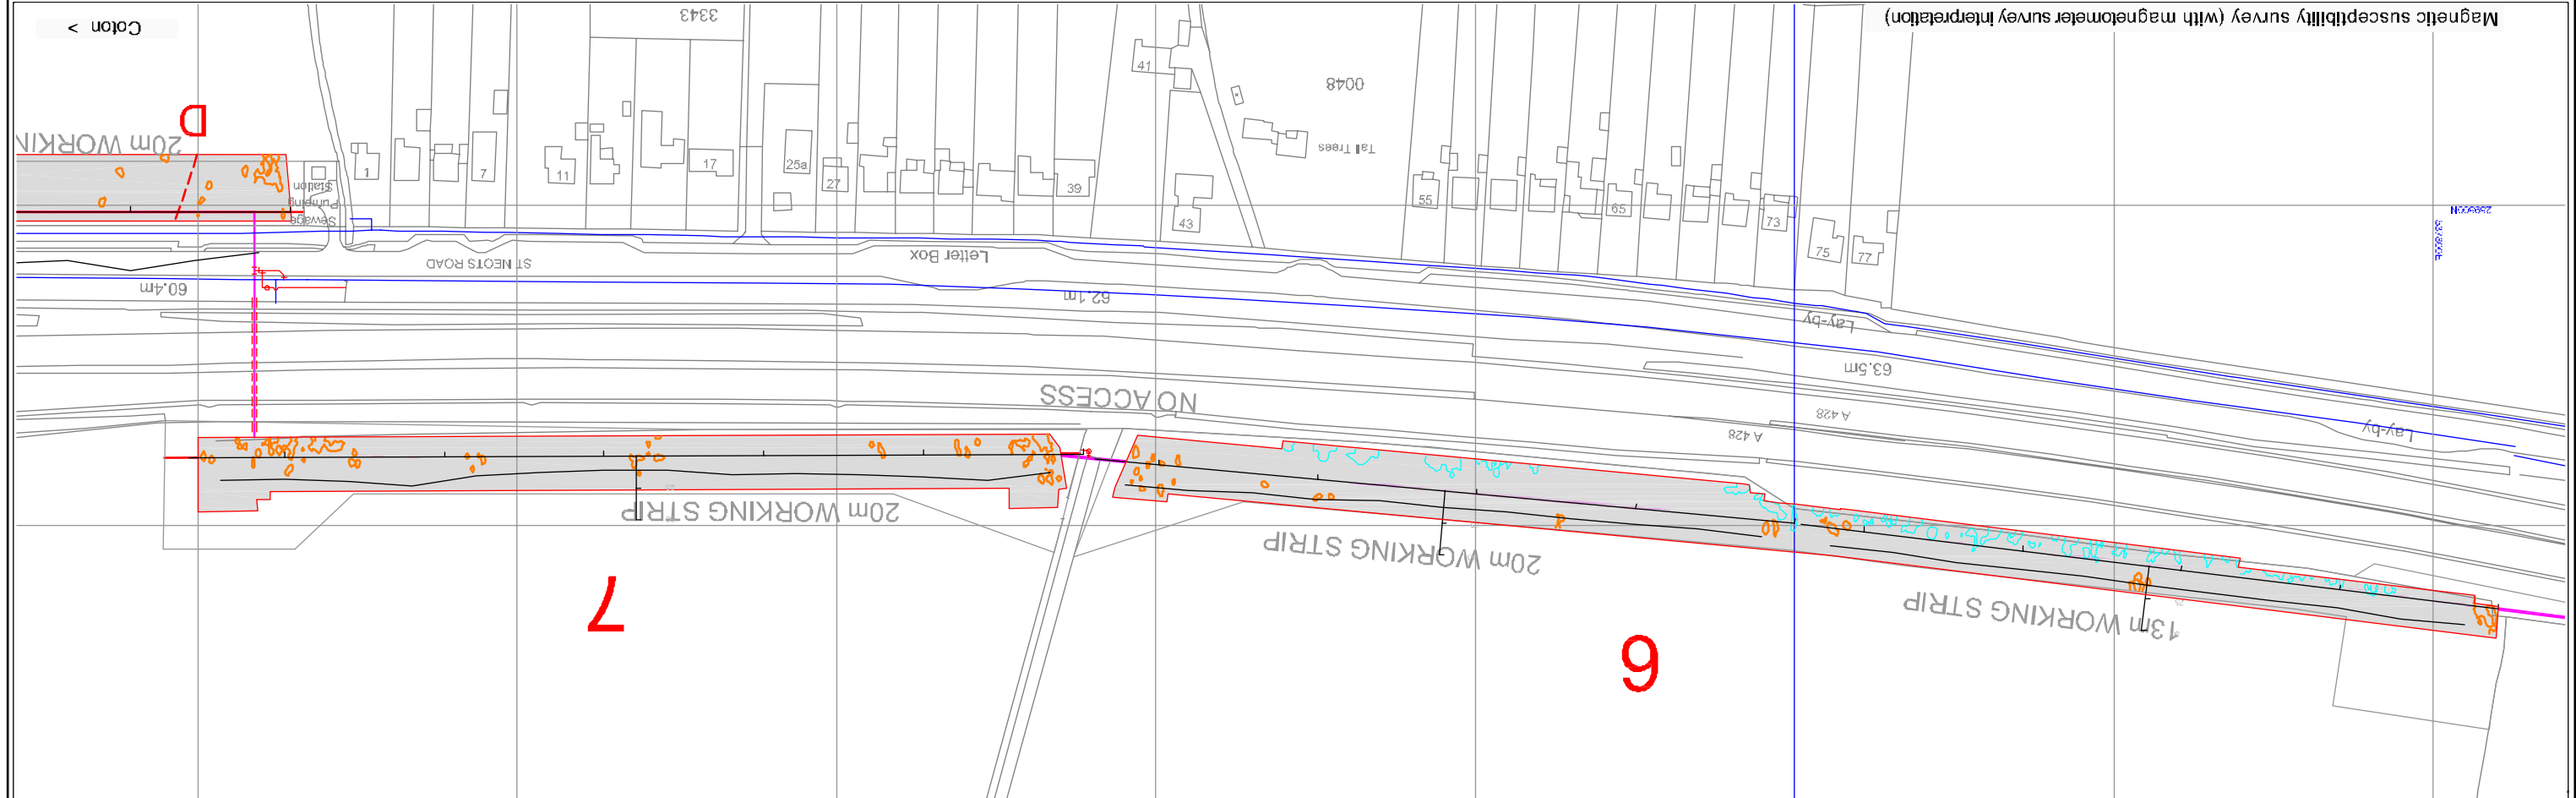 Magnetic susceptibility survey (with magnetometer survey interpretation)
Coton >
3343
0048
41
Tall Trees
D
20m WORKIN
Sewage
Pumping
Station
1
7
11
17
25a
27
39
43
55
65
73
75
77
ST NEOTS ROAD
Letter Box
60.4m
62.1m
Lay-by
63.5m
NO ACCESS
A 428
A 428
Lay-by
20m WORKING STRIP
20m WORKING STRIP
13m WORKING STRIP
7
6